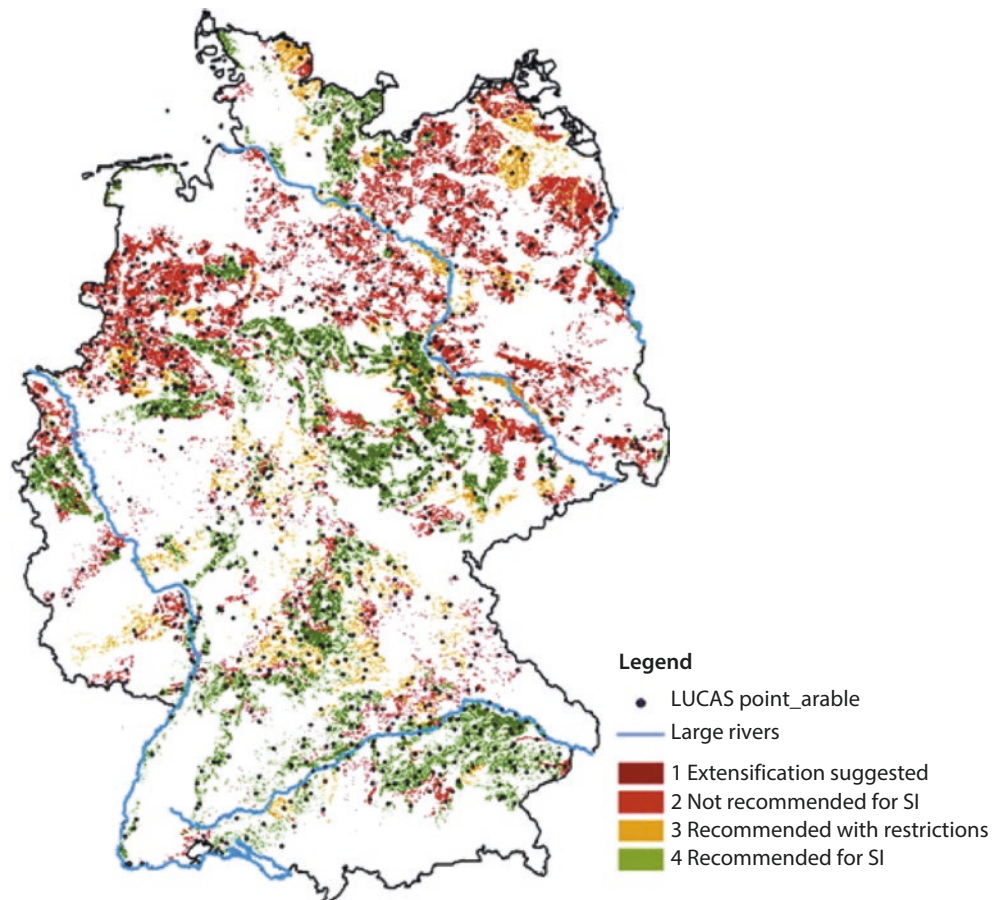 Legend
LUCAS point_arable
Large rivers
1 Extensification suggested
2 Not recommended for SI
3 Recommended with restrictions
4 Recommended for SI